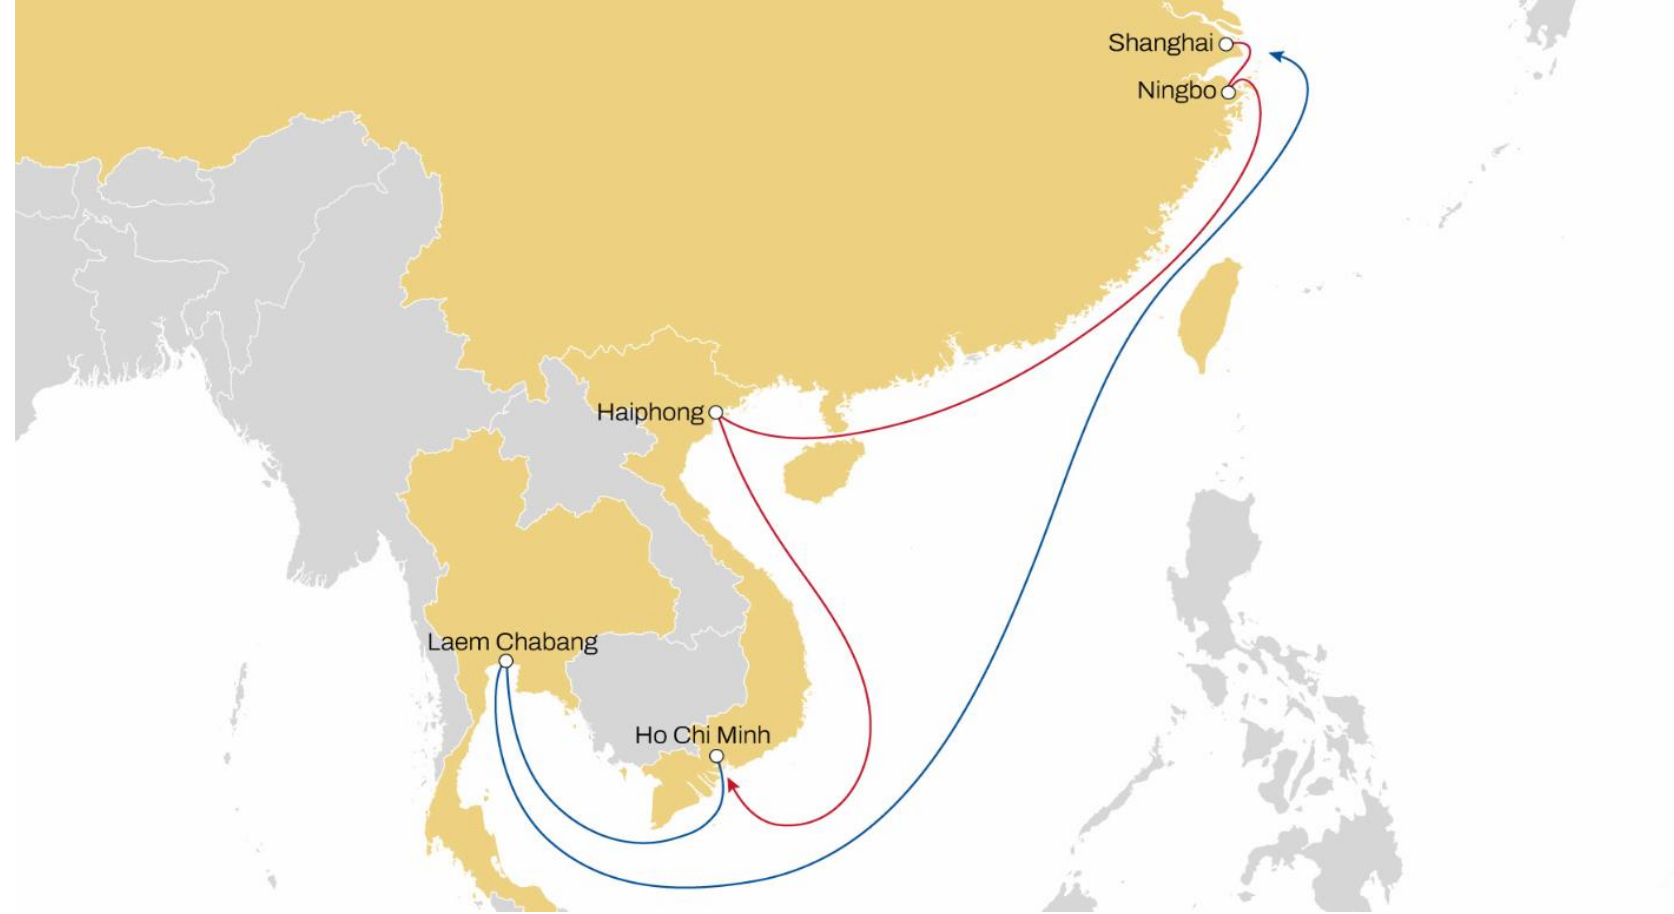 Shanghai
Ningbo
Haiphong
Laem Chabang
Ho Chi Minh